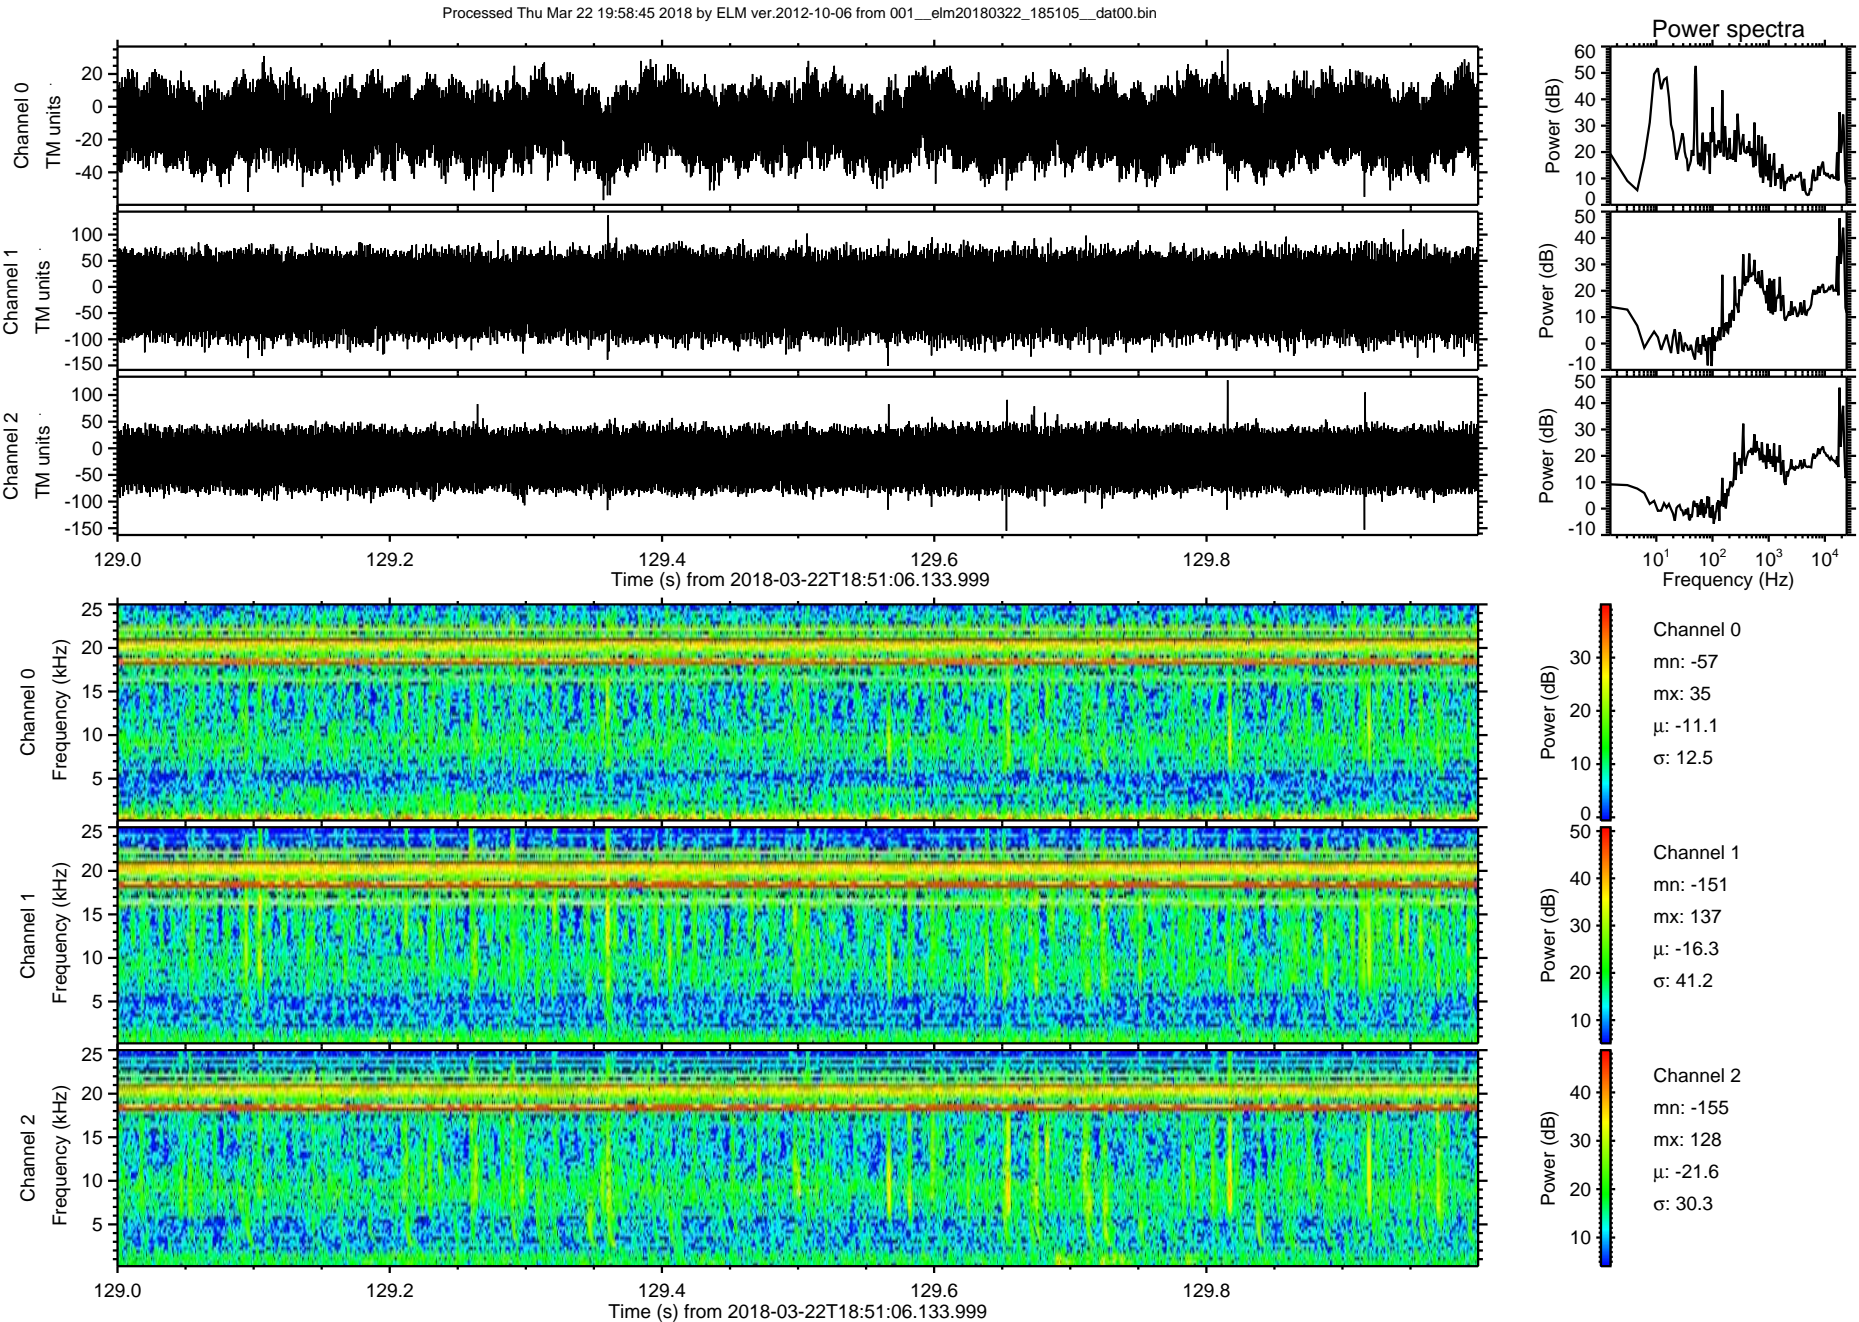 Processed Thu Mar 22 19:58:45 2018 by ELM ver.2012-10-06 from 001__elm20180322_185105__dat00.bin
Power spectra
Channel 0
TM units
20
0
-20
-40
Power (dB)
60
50
40
30
20
10
0
Channel 1
TM units
100
50
0
-50
-100
-150
Power (dB)
50
40
30
20
10
0
-10
Channel 2
TM units
100
50
0
-50
-100
-150
Power (dB)
50
40
30
20
10
0
-10
129.0 129.2 129.4 129.6 129.8
Time (s) from 2018-03-22T18:51:06.133.999
10^1 10^2 10^3 10^4
Frequency (Hz)
Channel 0
Frequency (kHz)
25
20
15
10
5
Power (dB)
30
20
10
0
Channel 0
mn: -57
mx: 35
μ: -11.1
σ: 12.5
Channel 1
Frequency (kHz)
25
20
15
10
5
Power (dB)
50
40
30
20
10
Channel 1
mn: -151
mx: 137
μ: -16.3
σ: 41.2
Channel 2
Frequency (kHz)
25
20
15
10
5
Power (dB)
40
30
20
10
Channel 2
mn: -155
mx: 128
μ: -21.6
σ: 30.3
129.0 129.2 129.4 129.6 129.8
Time (s) from 2018-03-22T18:51:06.133.999